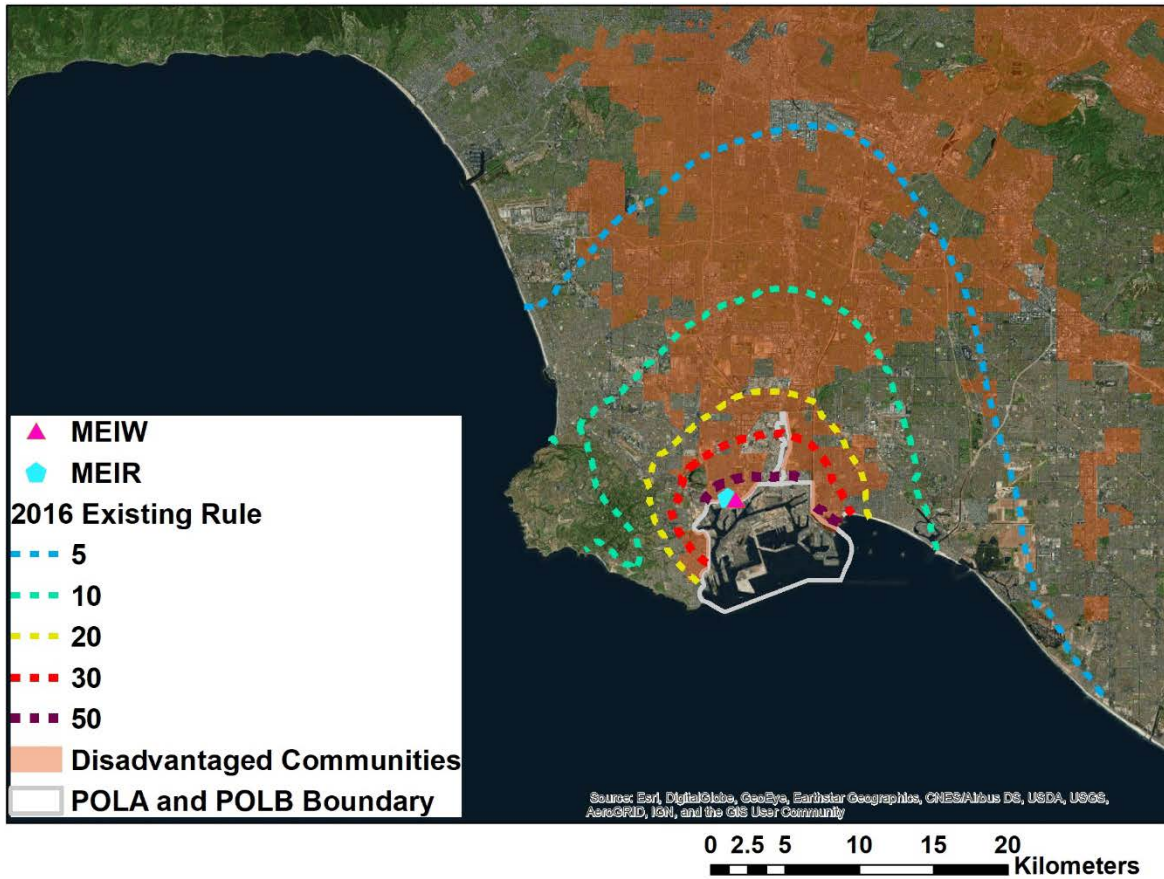 MEIW
MEIR
2016 Existing Rule
5
10
20
30
50
Disadvantaged Communities
POLA and POLB Boundary
Source: Esri, DigitalGlobe, GeoEye, Earthstar Geographics, CNES/Airbus DS, USDA, USGS,
AeroGRID, IGN, and the GIS User Community
0 2.5 5 10 15 20
Kilometers